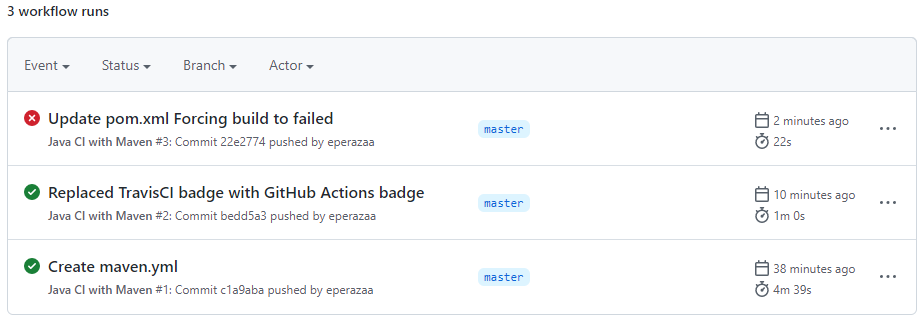 3 workflow runs
Event Status Branch Actor
Update pom.xml Forcing build to failed
master
2 minutes ago
Java CI with Maven #3: Commit 22e2774 pushed by eperazaa
22s
Replaced TravisCI badge with GitHub Actions badge
master
10 minutes ago
Java CI with Maven #2: Commit bedd5a3 pushed by eperazaa
1m 0s
Create maven.yml
master
38 minutes ago
Java CI with Maven #1: Commit c1a9aba pushed by eperazaa
4m 39s